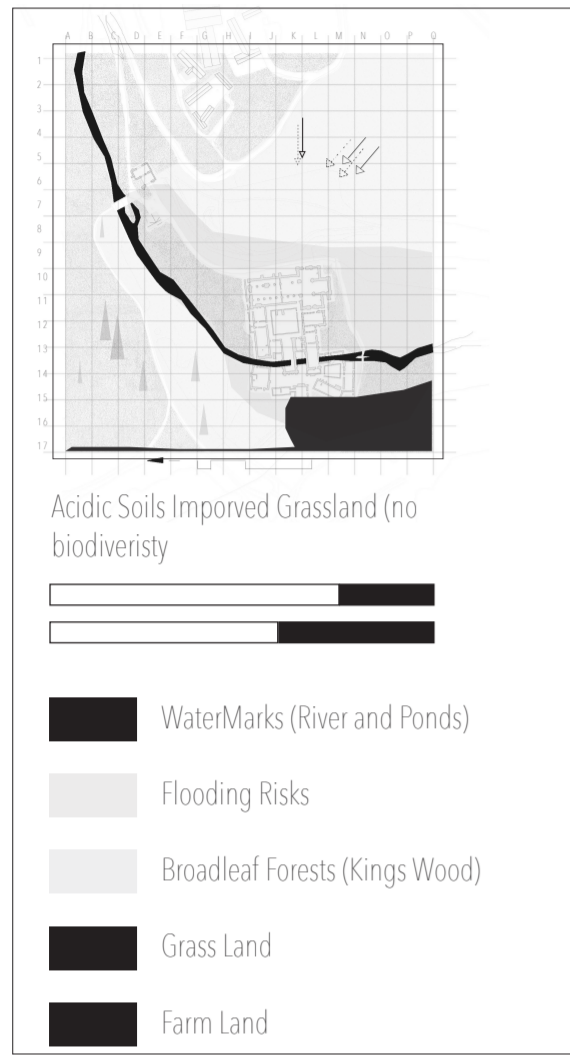 A B C D E F G H I J K L M N O P Q
1
2
3
4
5
6
7
8
9
10
11
12
13
14
15
16
17
Acidic Soils Imporved Grassland (no
biodiveristy
WaterMarks (River and Ponds)
Flooding Risks
Broadleaf Forests (Kings Wood)
Grass Land
Farm Land